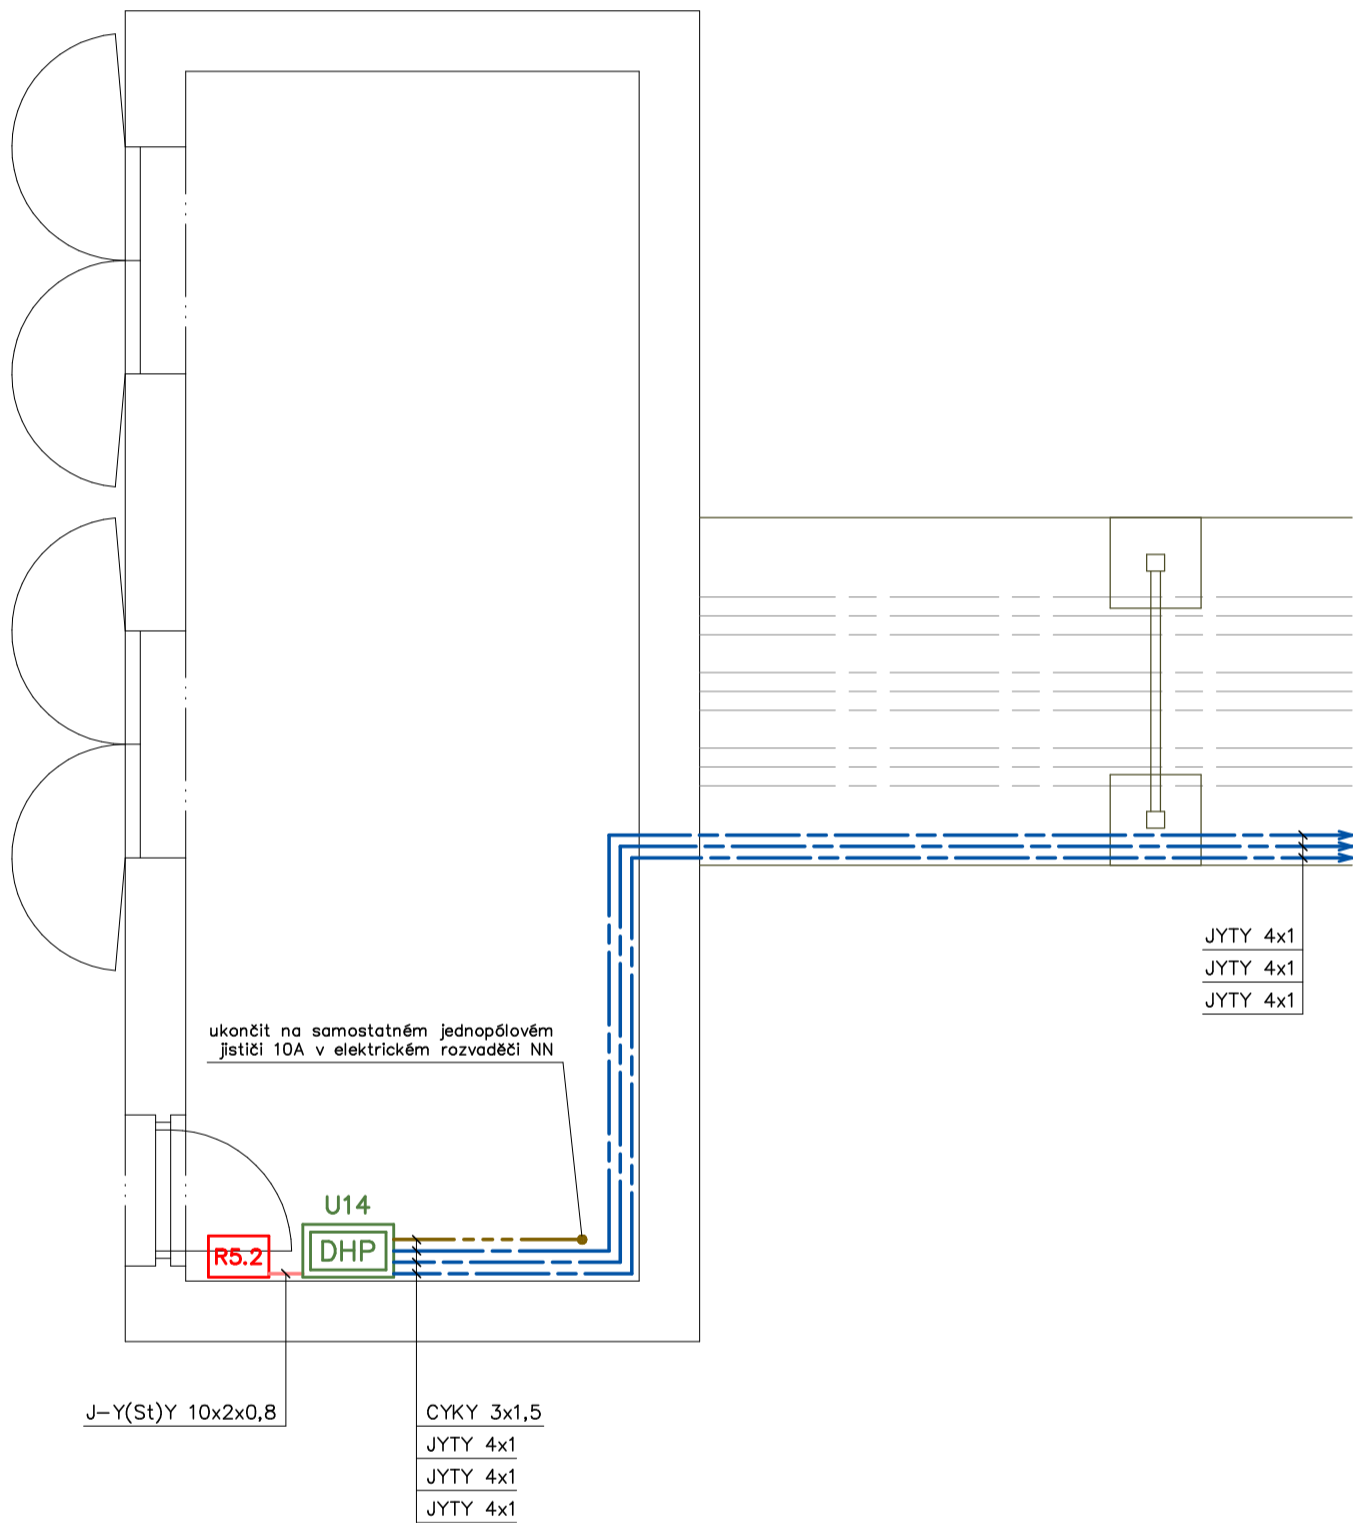 JYTY 4x1
JYTY 4x1
JYTY 4x1
ukončit na samostatném jednopólovém
jističi 10A v elektrickém rozvaděči NN
U14
DHP
R5.2
J-Y(St)Y 10x2x0,8
CYKY 3x1,5
JYTY 4x1
JYTY 4x1
JYTY 4x1